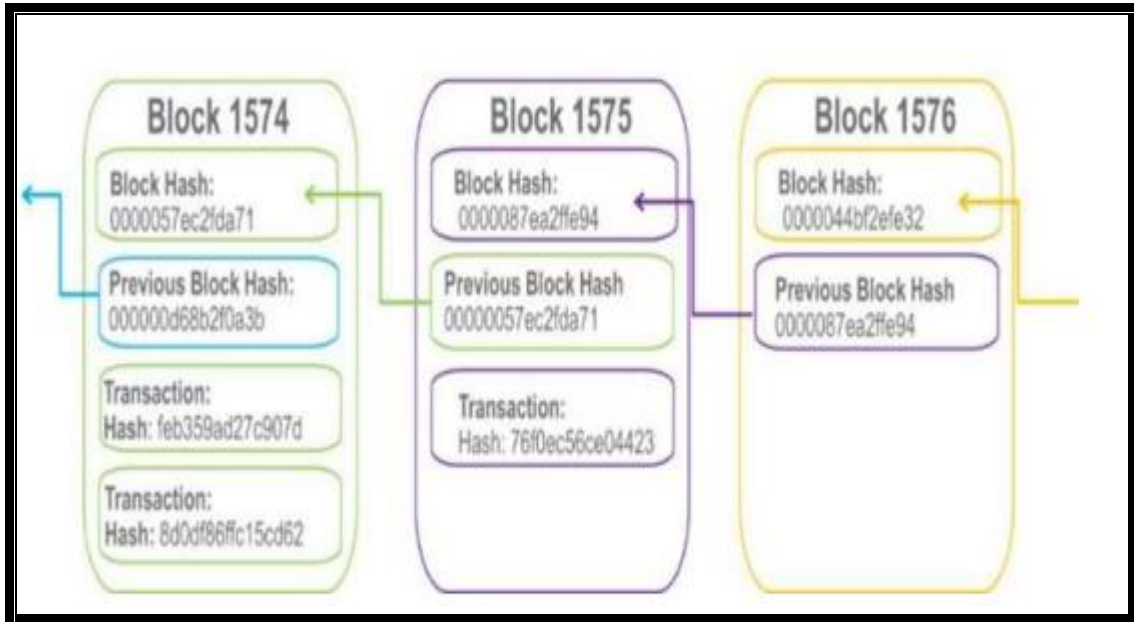 Block 1574
Block Hash:
0000057ec2fda71
Previous Block Hash:
000000d68b2f0a3b
Transaction:
Hash: feb359ad27c907d
Transaction:
Hash: 8d0df86ffc15cd62
Block 1575
Block Hash:
0000087ea2ffe94
Previous Block Hash
00000057ec2fda71
Transaction:
Hash: 76f0ec56ce04423
Block 1576
Block Hash:
0000044bf2efe32
Previous Block Hash
0000087ea2ffe94